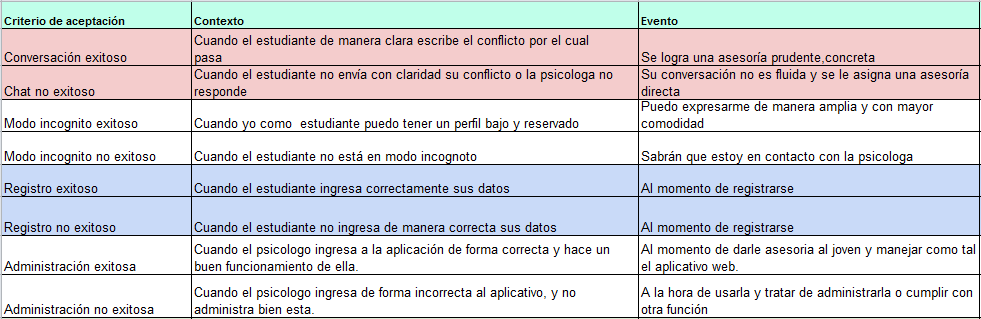 Criterio de aceptación Contexto Evento
Cuando el estudiante de manera clara escribe el conflicto por el cual
Conversación exitoso pasa Se logra una asesoría prudente,concreta
Cuando el estudiante no envía con claridad su conflicto o la psicologa no Su conversación no es fluida y se le asigna una asesoría
Chat no exitoso responde directa
Puedo expresarme de manera amplia y con mayor
Modo incognito exitoso Cuando yo como estudiante puedo tener un perfil bajo y reservado comodidad
Modo incognito no exitoso Cuando el estudiante no está en modo incognoto Sabrán que estoy en contacto con la psicologa
Registro exitoso Cuando el estudiante ingresa correctamente sus datos Al momento de registrarse
Registro no exitoso Cuando el estudiante no ingresa de manera correcta sus datos Al momento de registrarse
Cuando el psicologo ingresa a la aplicación de forma correcta y hace un Al momento de darle asesoria al joven y manejar como tal
Administración exitosa buen funcionamiento de ella. el aplicativo web.
Cuando el psicologo ingresa de forma incorrecta al aplicativo, y no A la hora de usarla y tratar de administrarla o cumplir con
Administración no exitosa administra bien esta. otra función